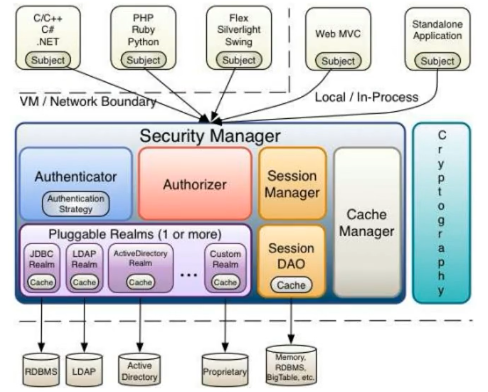 C/C++
C#
.NET
Subject
PHP
Ruby
Python
Subject
Flex
Silverlight
Swing
Subject
Web MVC
Subject
Standalone
Application
Subject
VM / Network Boundary
Local / In-Process
Security Manager
Authenticator
Authentication
Strategy
Authorizer
Session
Manager
Cache
Manager
Cryptography
Pluggable Realms (1 or more)
JDBC
Realm
Cache
LDAP
Realm
Cache
ActiveDirectory
Realm
Cache
...
Custom
Realm
Cache
Session
DAO
Cache
RDBMS
LDAP
Active
Directory
Proprietary
Memory,
RDBMS,
BigTable, etc.